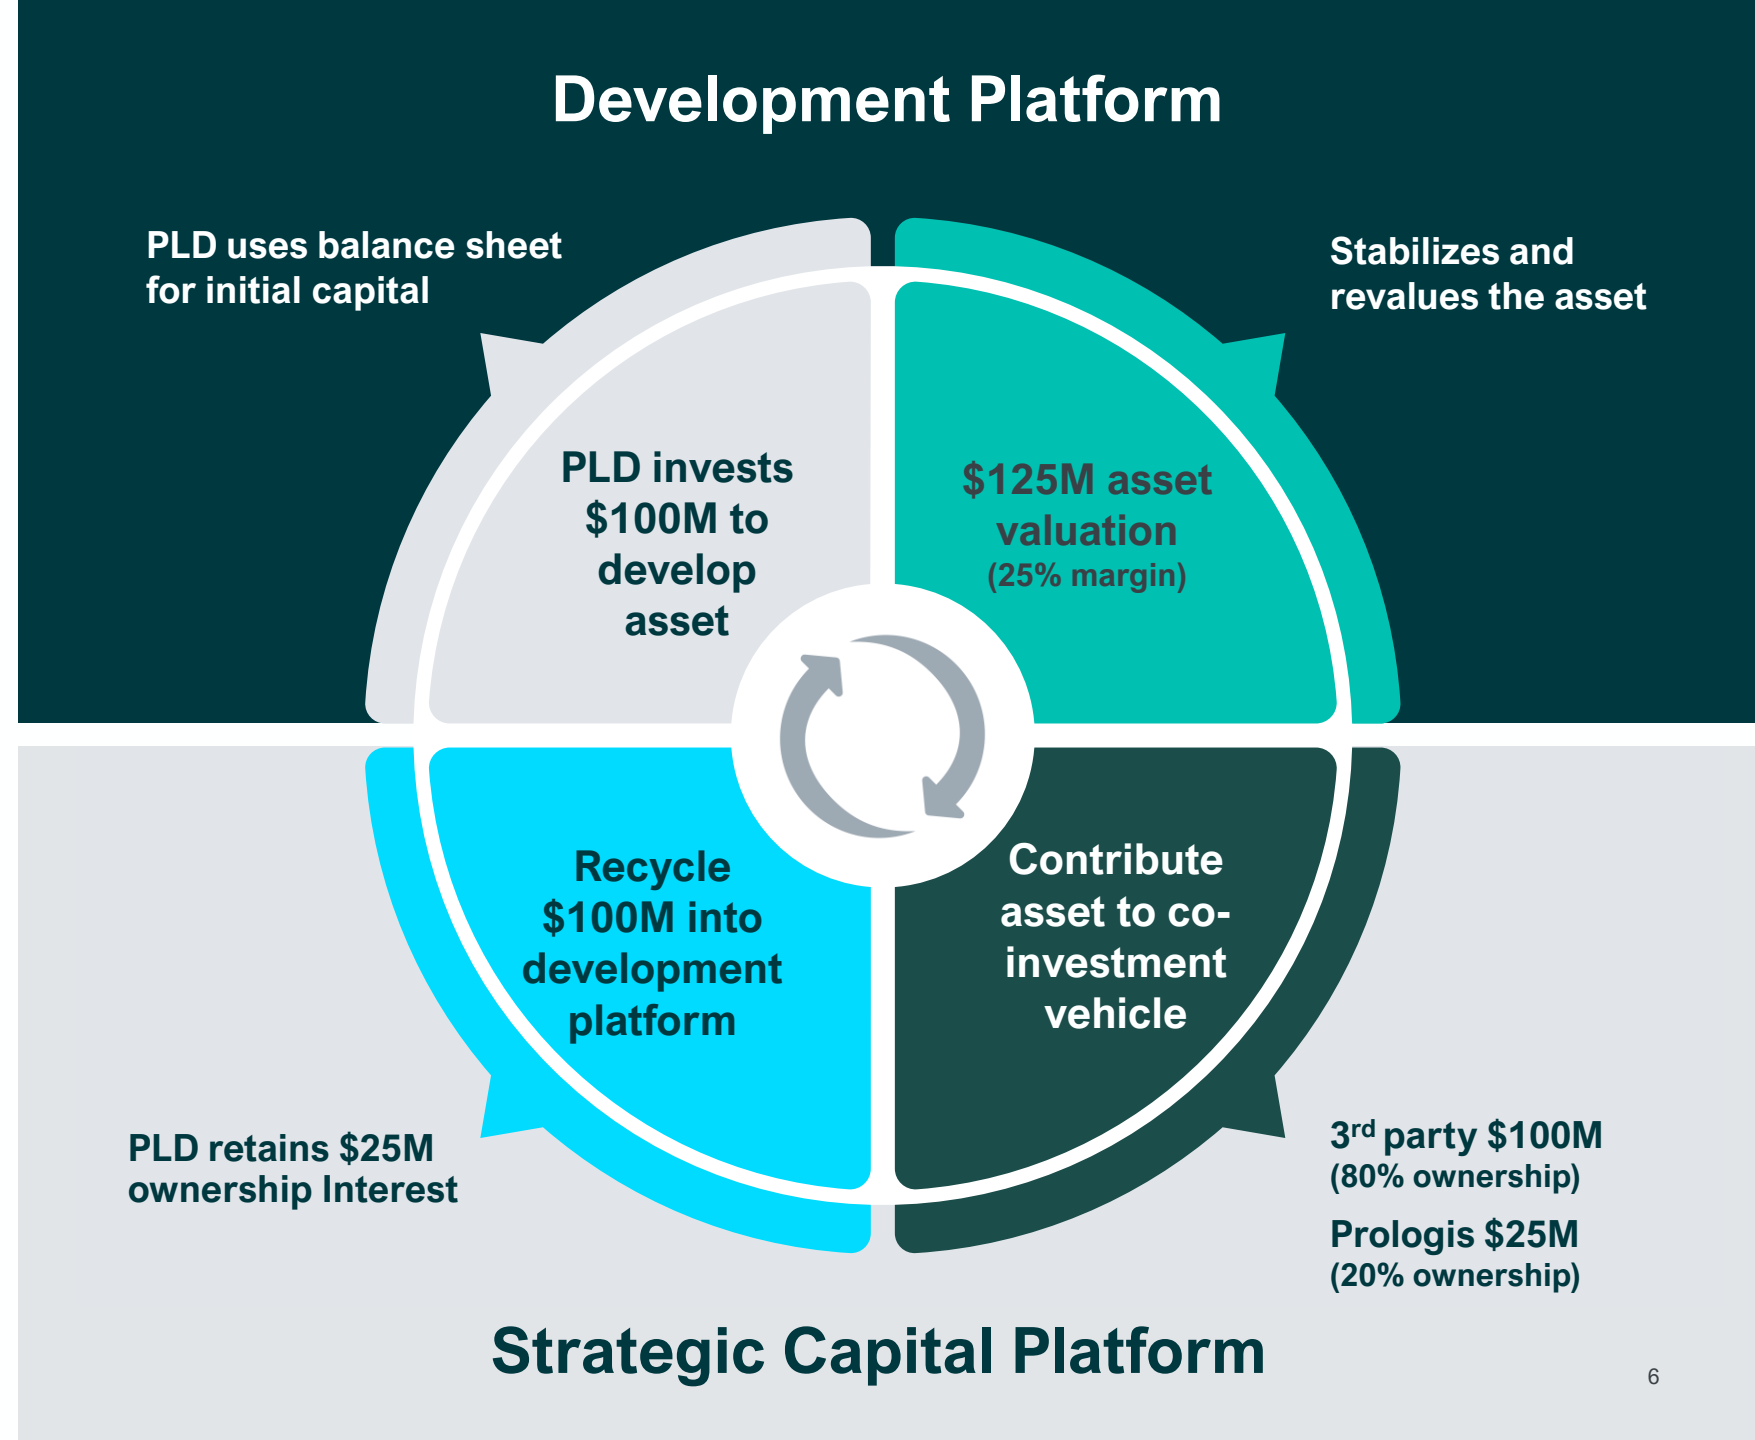 Development Platform
PLD uses balance sheet
for initial capital
Stabilizes and
revalues the asset
PLD invests
$100M to
develop
asset
$125M asset
valuation
(25% margin)
Recycle
$100M into
development
platform
Contribute
asset to co-
investment
vehicle
PLD retains $25M
ownership Interest
3rd party $100M
(80% ownership)
Prologis $25M
(20% ownership)
Strategic Capital Platform
6